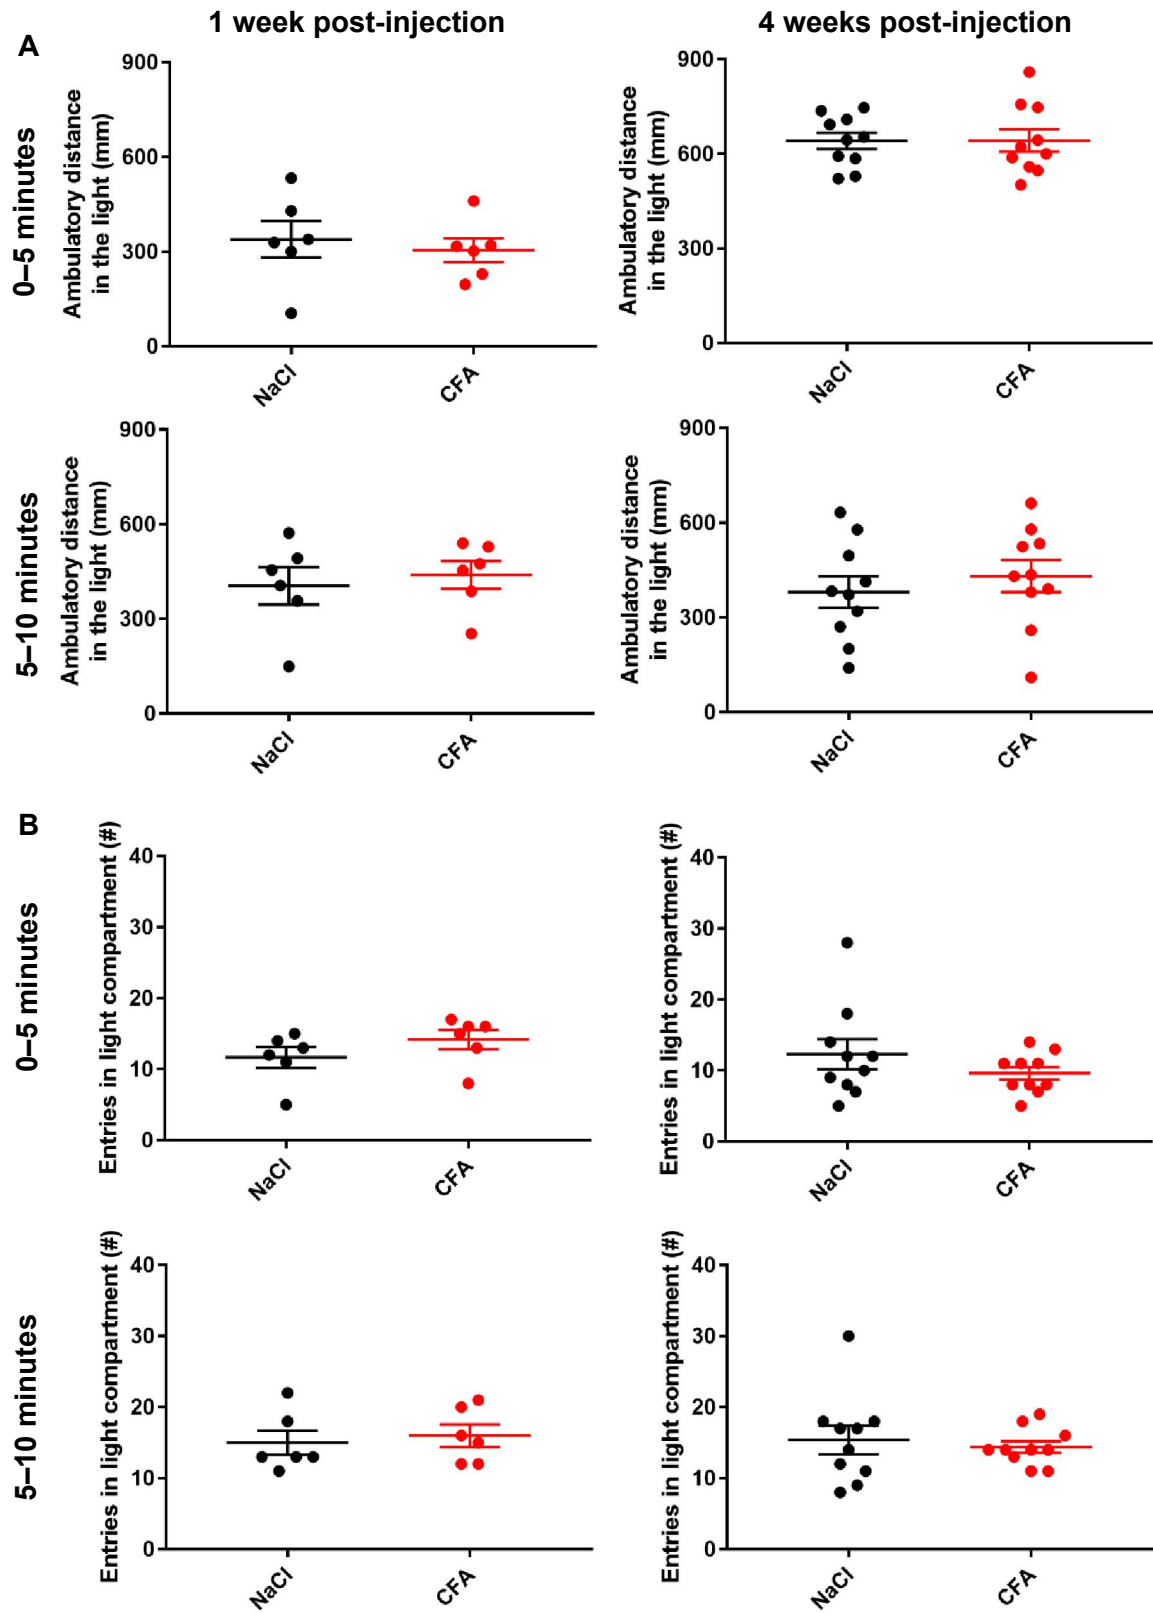 1 week post-injection
4 weeks post-injection
A
0–5 minutes
Ambulatory distance
in the light (mm)
900
600
300
0
NaCl
CFA
Ambulatory distance
in the light (mm)
900
600
300
0
NaCl
CFA
5–10 minutes
Ambulatory distance
in the light (mm)
900
600
300
0
NaCl
CFA
Ambulatory distance
in the light (mm)
900
600
300
0
NaCl
CFA
B
0–5 minutes
Entries in light compartment (#)
40
30
20
10
0
NaCl
CFA
Entries in light compartment (#)
40
30
20
10
0
NaCl
CFA
5–10 minutes
Entries in light compartment (#)
40
30
20
10
0
NaCl
CFA
Entries in light compartment (#)
40
30
20
10
0
NaCl
CFA